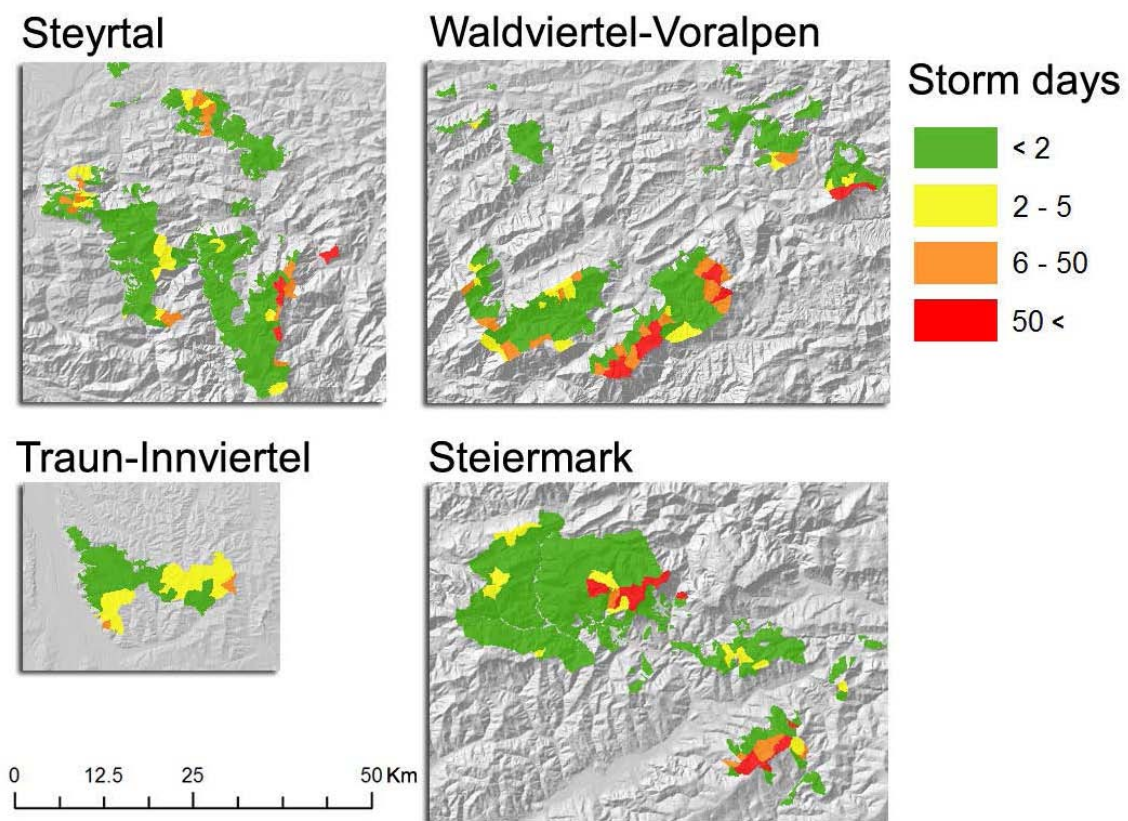 Steyrtal
Waldviertel-Voralpen
Storm days
< 2
2 - 5
6 - 50
50 <
Traun-Innviertel
Steiermark
0 12.5 25 50 Km